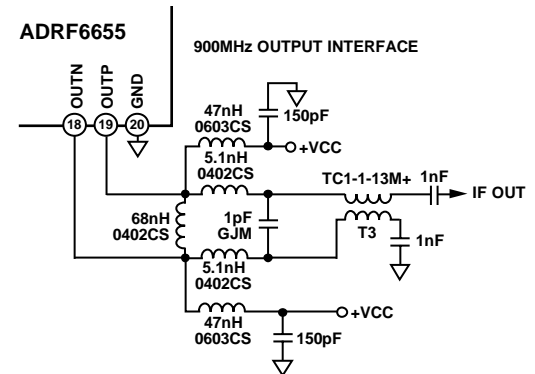 ADRF6655
900MHz OUTPUT INTERFACE
OUTN
OUTP
GND
18
19
20
47nH
0603CS
150pF
+VCC
5.1nH
0402CS
TC1-1-13M+
1nF
IF OUT
68nH
0402CS
1pF
GJM
T3
1nF
5.1nH
0402CS
47nH
0603CS
+VCC
150pF